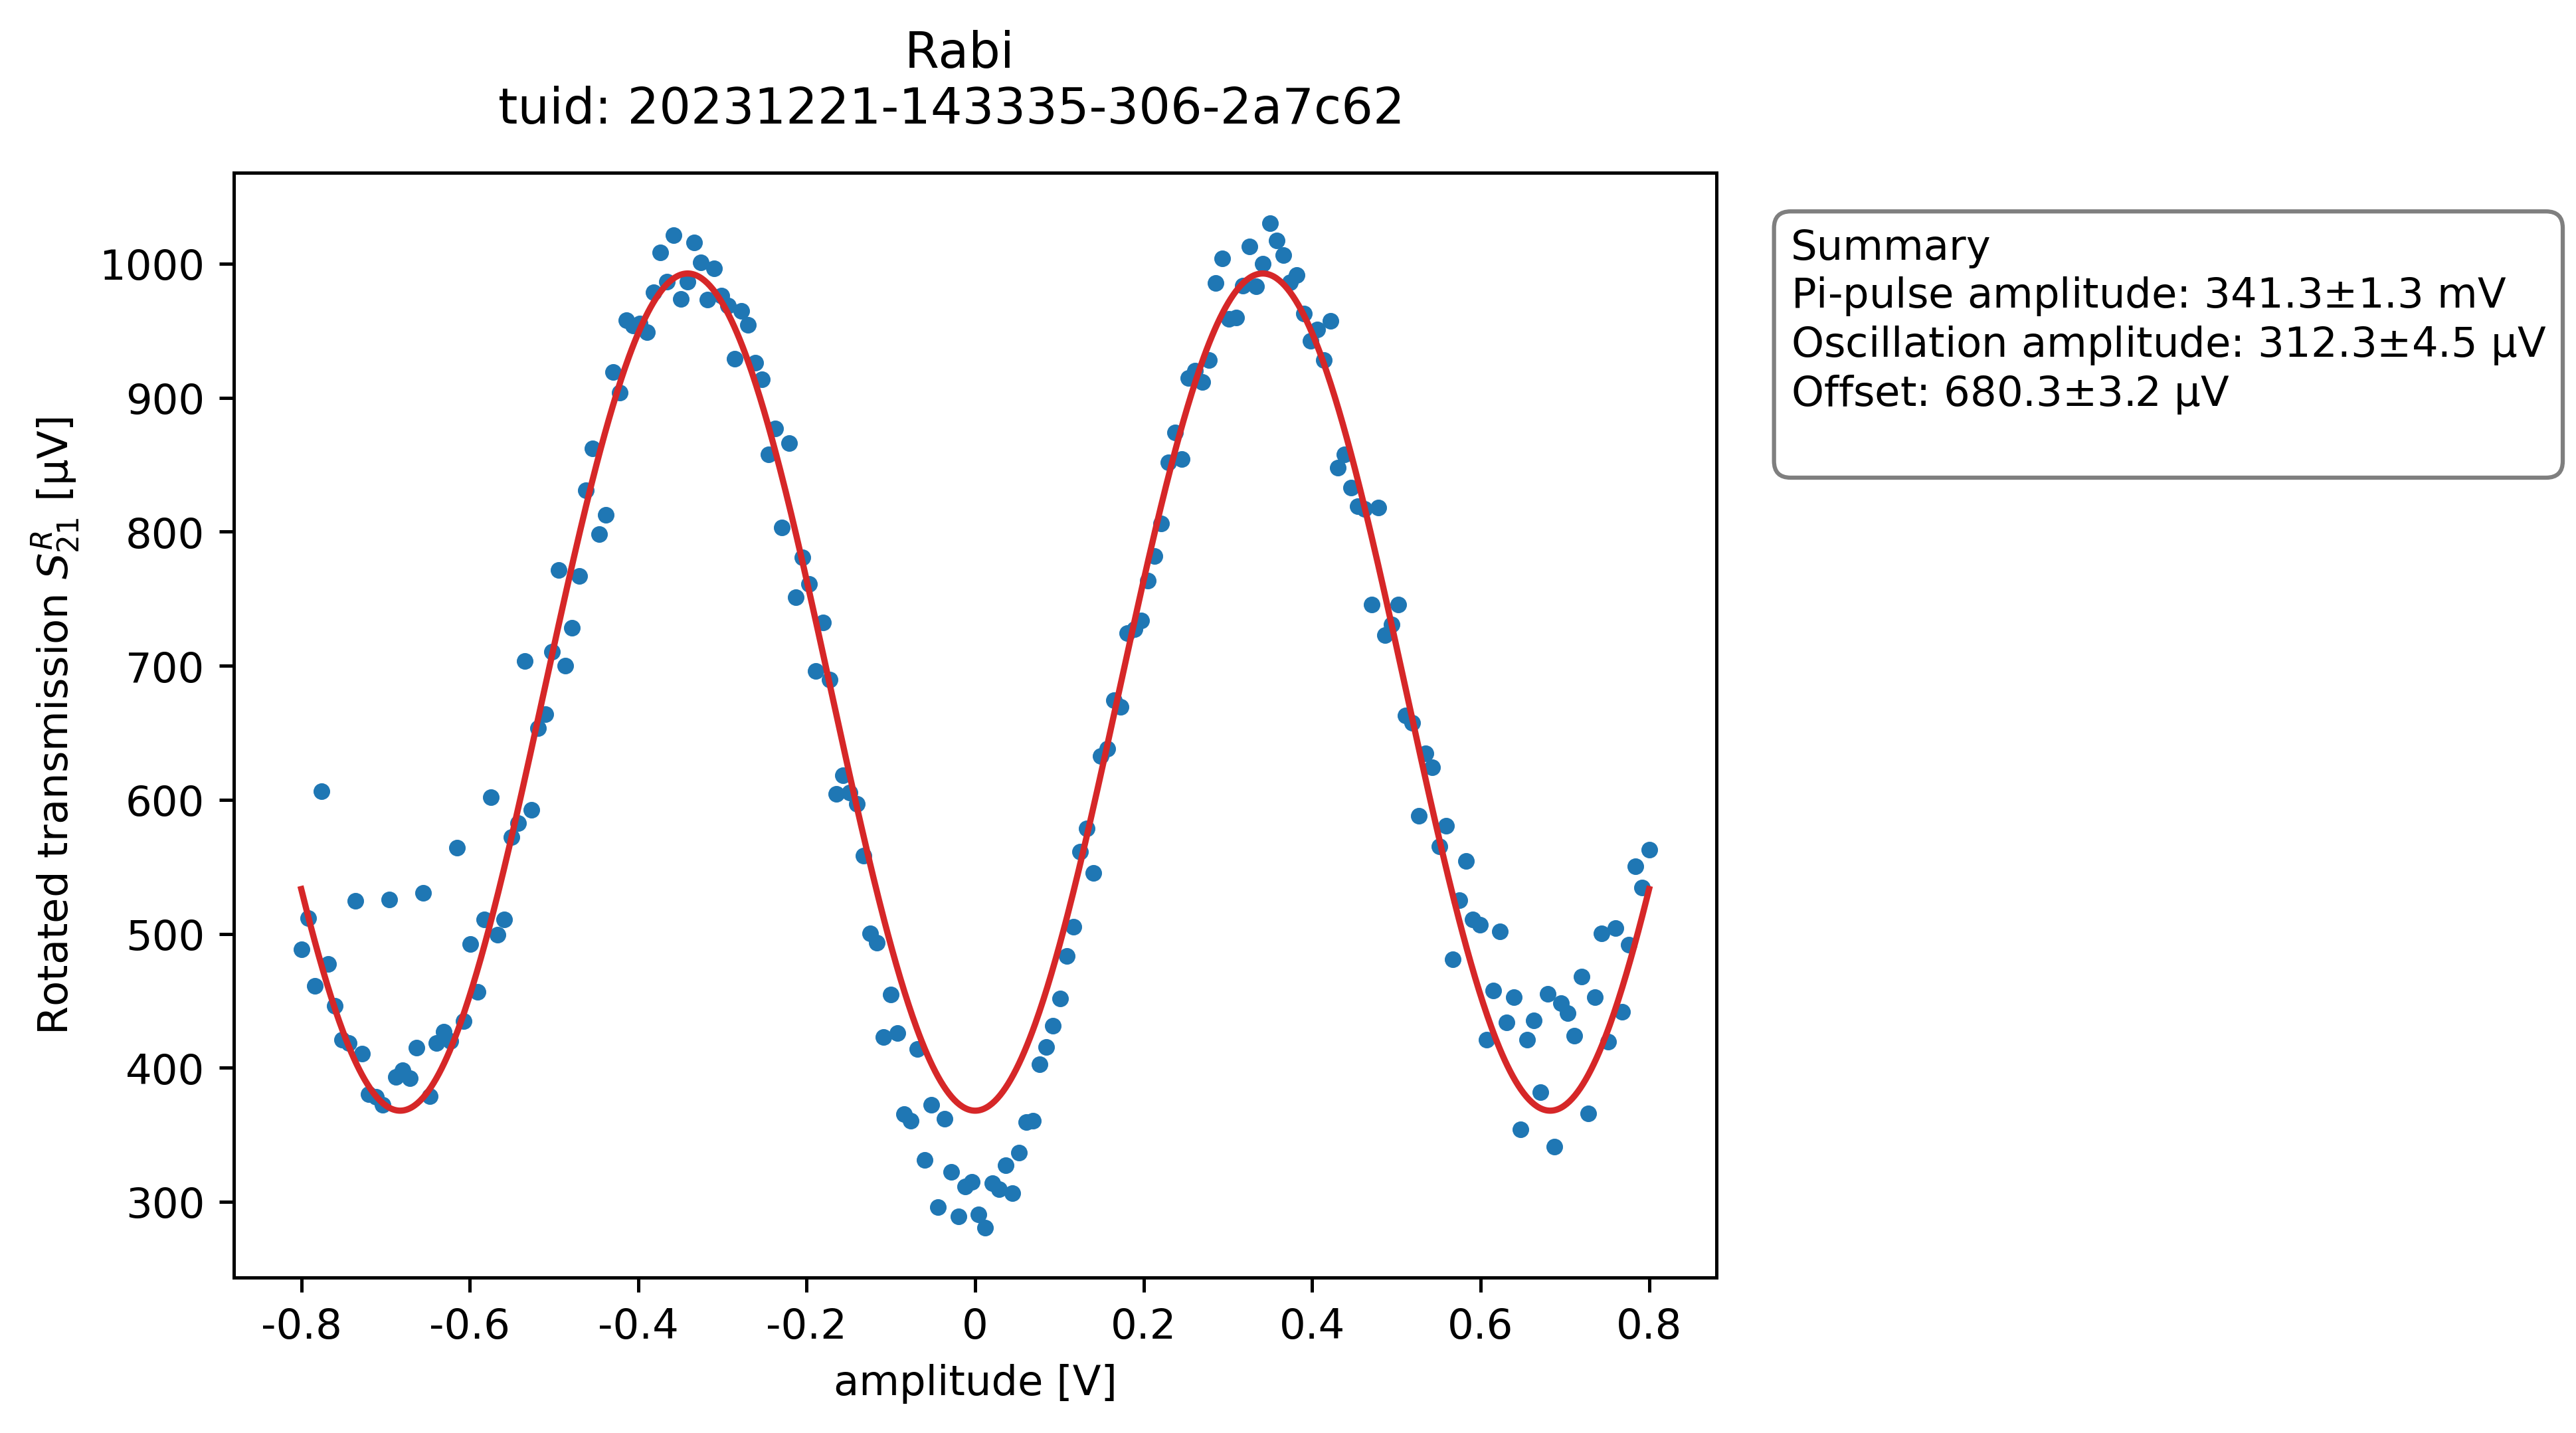 Rabi
tuid: 20231221-143335-306-2a7c62
Rotated transmission $S_{21}^{R}$ [µV]
1000
900
800
700
600
500
400
300
-0.8 -0.6 -0.4 -0.2 0 0.2 0.4 0.6 0.8
amplitude [V]
Summary
Pi-pulse amplitude: 341.3±1.3 mV
Oscillation amplitude: 312.3±4.5 µV
Offset: 680.3±3.2 µV